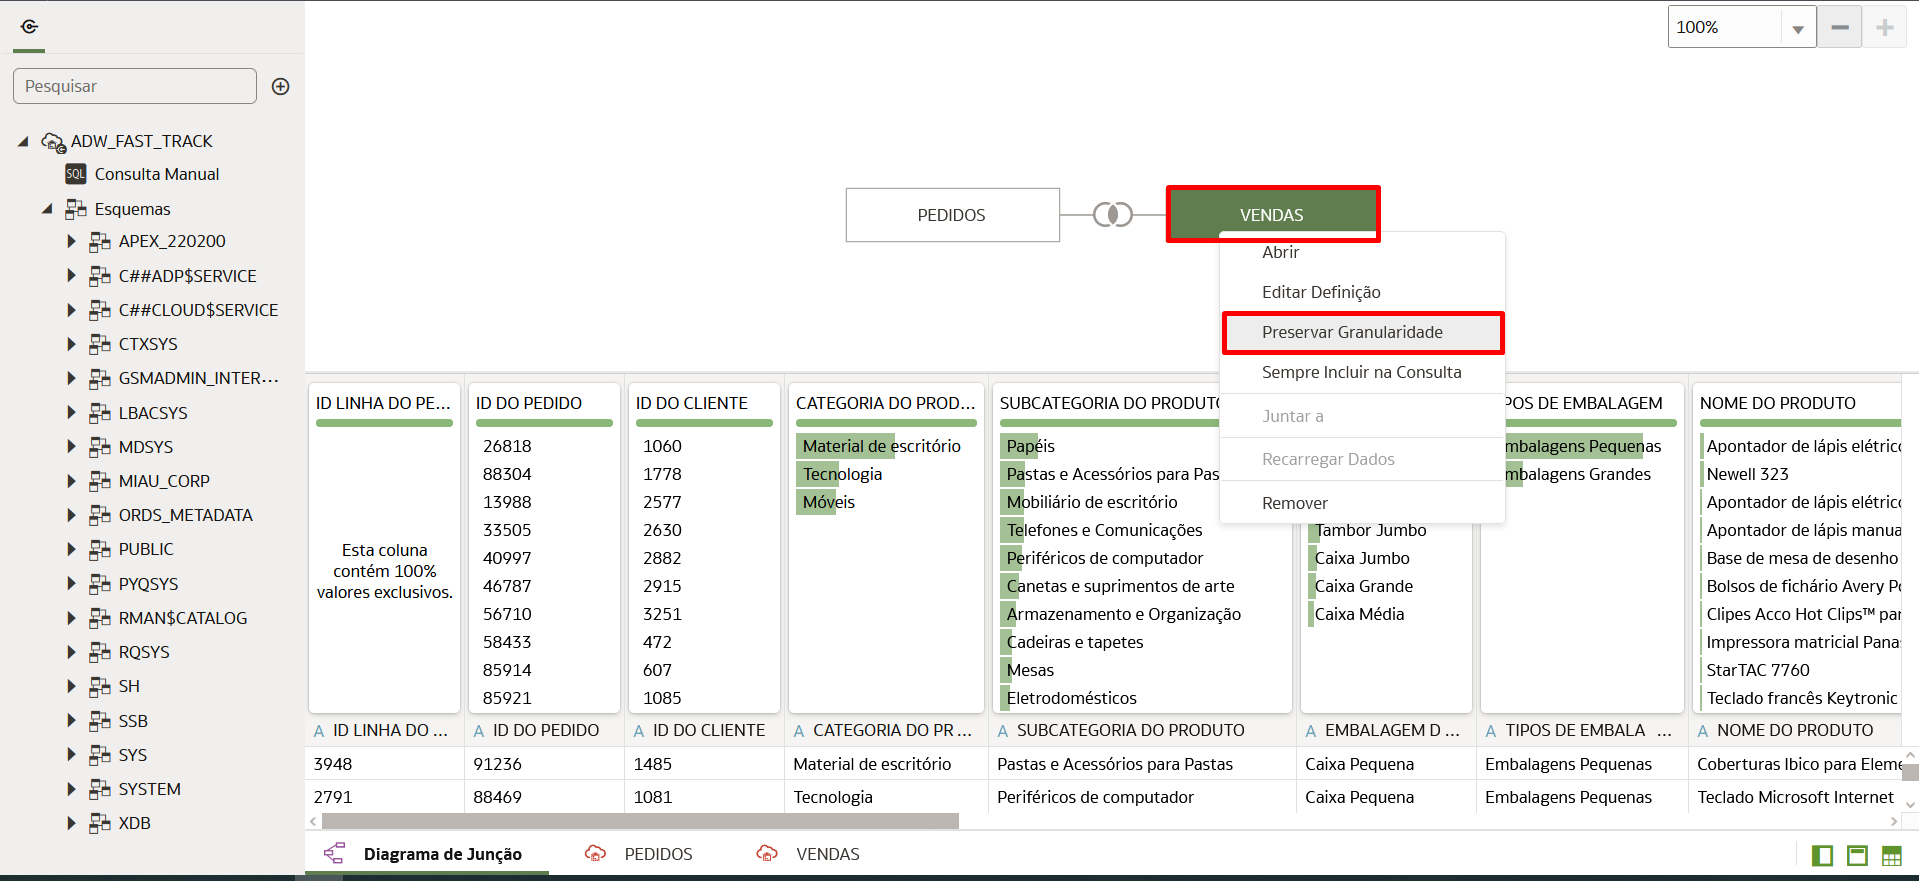 100%
Pesquisar
ADW_FAST_TRACK
SQL Consulta Manual
Esquemas
APEX_220200
C##ADP$SERVICE
C##CLOUD$SERVICE
CTXSYS
GSMADMIN_INTER...
LBACSYS
MDSYS
MIAU_CORP
ORDS_METADATA
PUBLIC
PYQSYS
RMAN$CATALOG
RQSYS
SH
SSB
SYS
SYSTEM
XDB
PEDIDOS
VENDAS
Abrir
Editar Definição
Preservar Granularidade
Sempre Incluir na Consulta
Juntar a
Recarregar Dados
Remover
ID LINHA DO PE...
Esta coluna
contém 100%
valores exclusivos.
ID DO PEDIDO
26818
88304
13988
33505
40997
46787
56710
58433
85914
85921
ID DO CLIENTE
1060
1778
2577
2630
2882
2915
3251
472
607
1085
CATEGORIA DO PROD...
Material de escritório
Tecnologia
Móveis
SUBCATEGORIA DO PRODUTO
Papéis
Pastas e Acessórios para Pas
Mobiliário de escritório
Telefones e Comunicações
Periféricos de computador
Canetas e suprimentos de arte
Armazenamento e Organização
Cadeiras e tapetes
Mesas
Eletrodomésticos
Tambor Jumbo
Caixa Jumbo
Caixa Grande
Caixa Média
POS DE EMBALAGEM
mbalagens Pequenas
mbalagens Grandes
NOME DO PRODUTO
Apontador de lápis elétric
Newell 323
Apontador de lápis elétric
Apontador de lápis manua
Base de mesa de desenho
Bolsos de fichário Avery Po
Clipes Acco Hot Clips™ par
Impressora matricial Pana
StarTAC 7760
Teclado francês Keytronic
A ID LINHA DO ... A ID DO PEDIDO A ID DO CLIENTE A CATEGORIA DO PR ... A SUBCATEGORIA DO PRODUTO A EMBALAGEM D ... A TIPOS DE EMBALA ... A NOME DO PRODUTO
3948 91236 1485 Material de escritório Pastas e Acessórios para Pastas Caixa Pequena Embalagens Pequenas Coberturas Ibico para Eleme
2791 88469 1081 Tecnologia Periféricos de computador Caixa Pequena Embalagens Pequenas Teclado Microsoft Internet
Diagrama de Junção PEDIDOS VENDAS